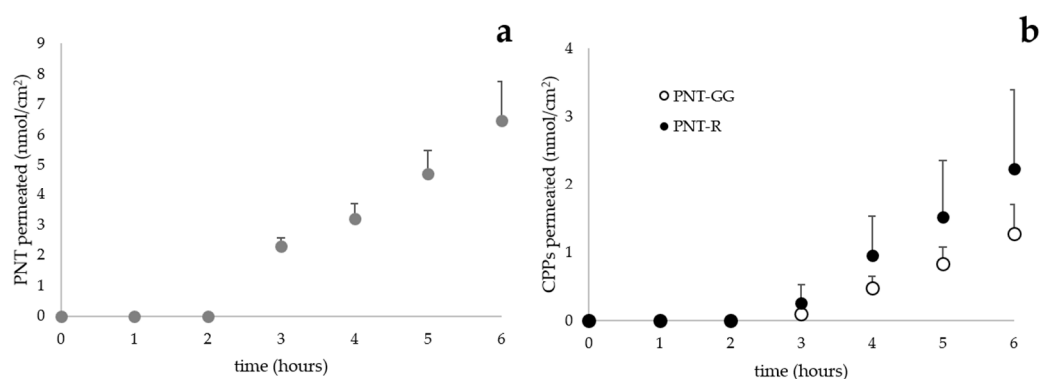 a
9
8
7
6
5
4
3
2
1
0
PNT permeated (nmol/cm²)
0 1 2 3 4 5 6
time (hours)
b
4
3
2
1
0
CPPs permeated (nmol/cm²)
PNT-GG
PNT-R
0 1 2 3 4 5 6
time (hours)